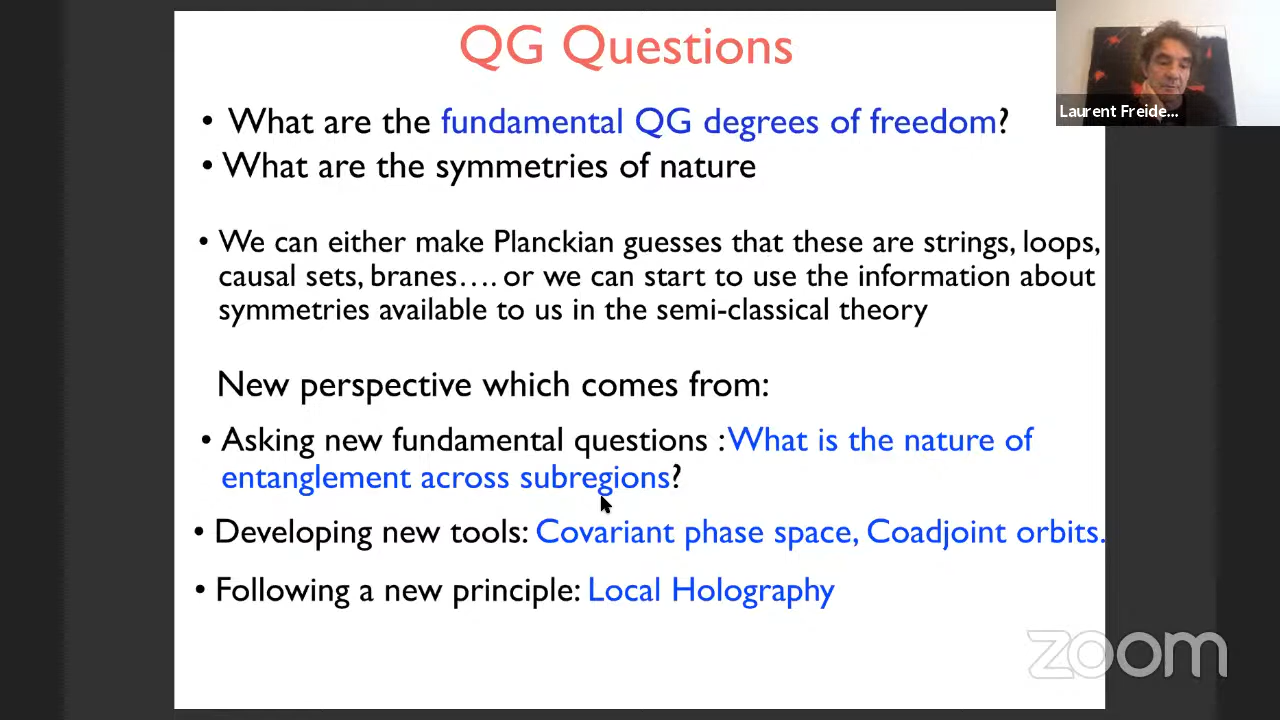 QG Questions
Laurent Freide...
• What are the fundamental QG degrees of freedom?
• What are the symmetries of nature
• We can either make Planckian guesses that these are strings, loops,
causal sets, branes…. or we can start to use the information about
symmetries available to us in the semi-classical theory
New perspective which comes from:
• Asking new fundamental questions : What is the nature of
entanglement across subregions?
• Developing new tools: Covariant phase space, Coadjoint orbits.
• Following a new principle: Local Holography
zoom